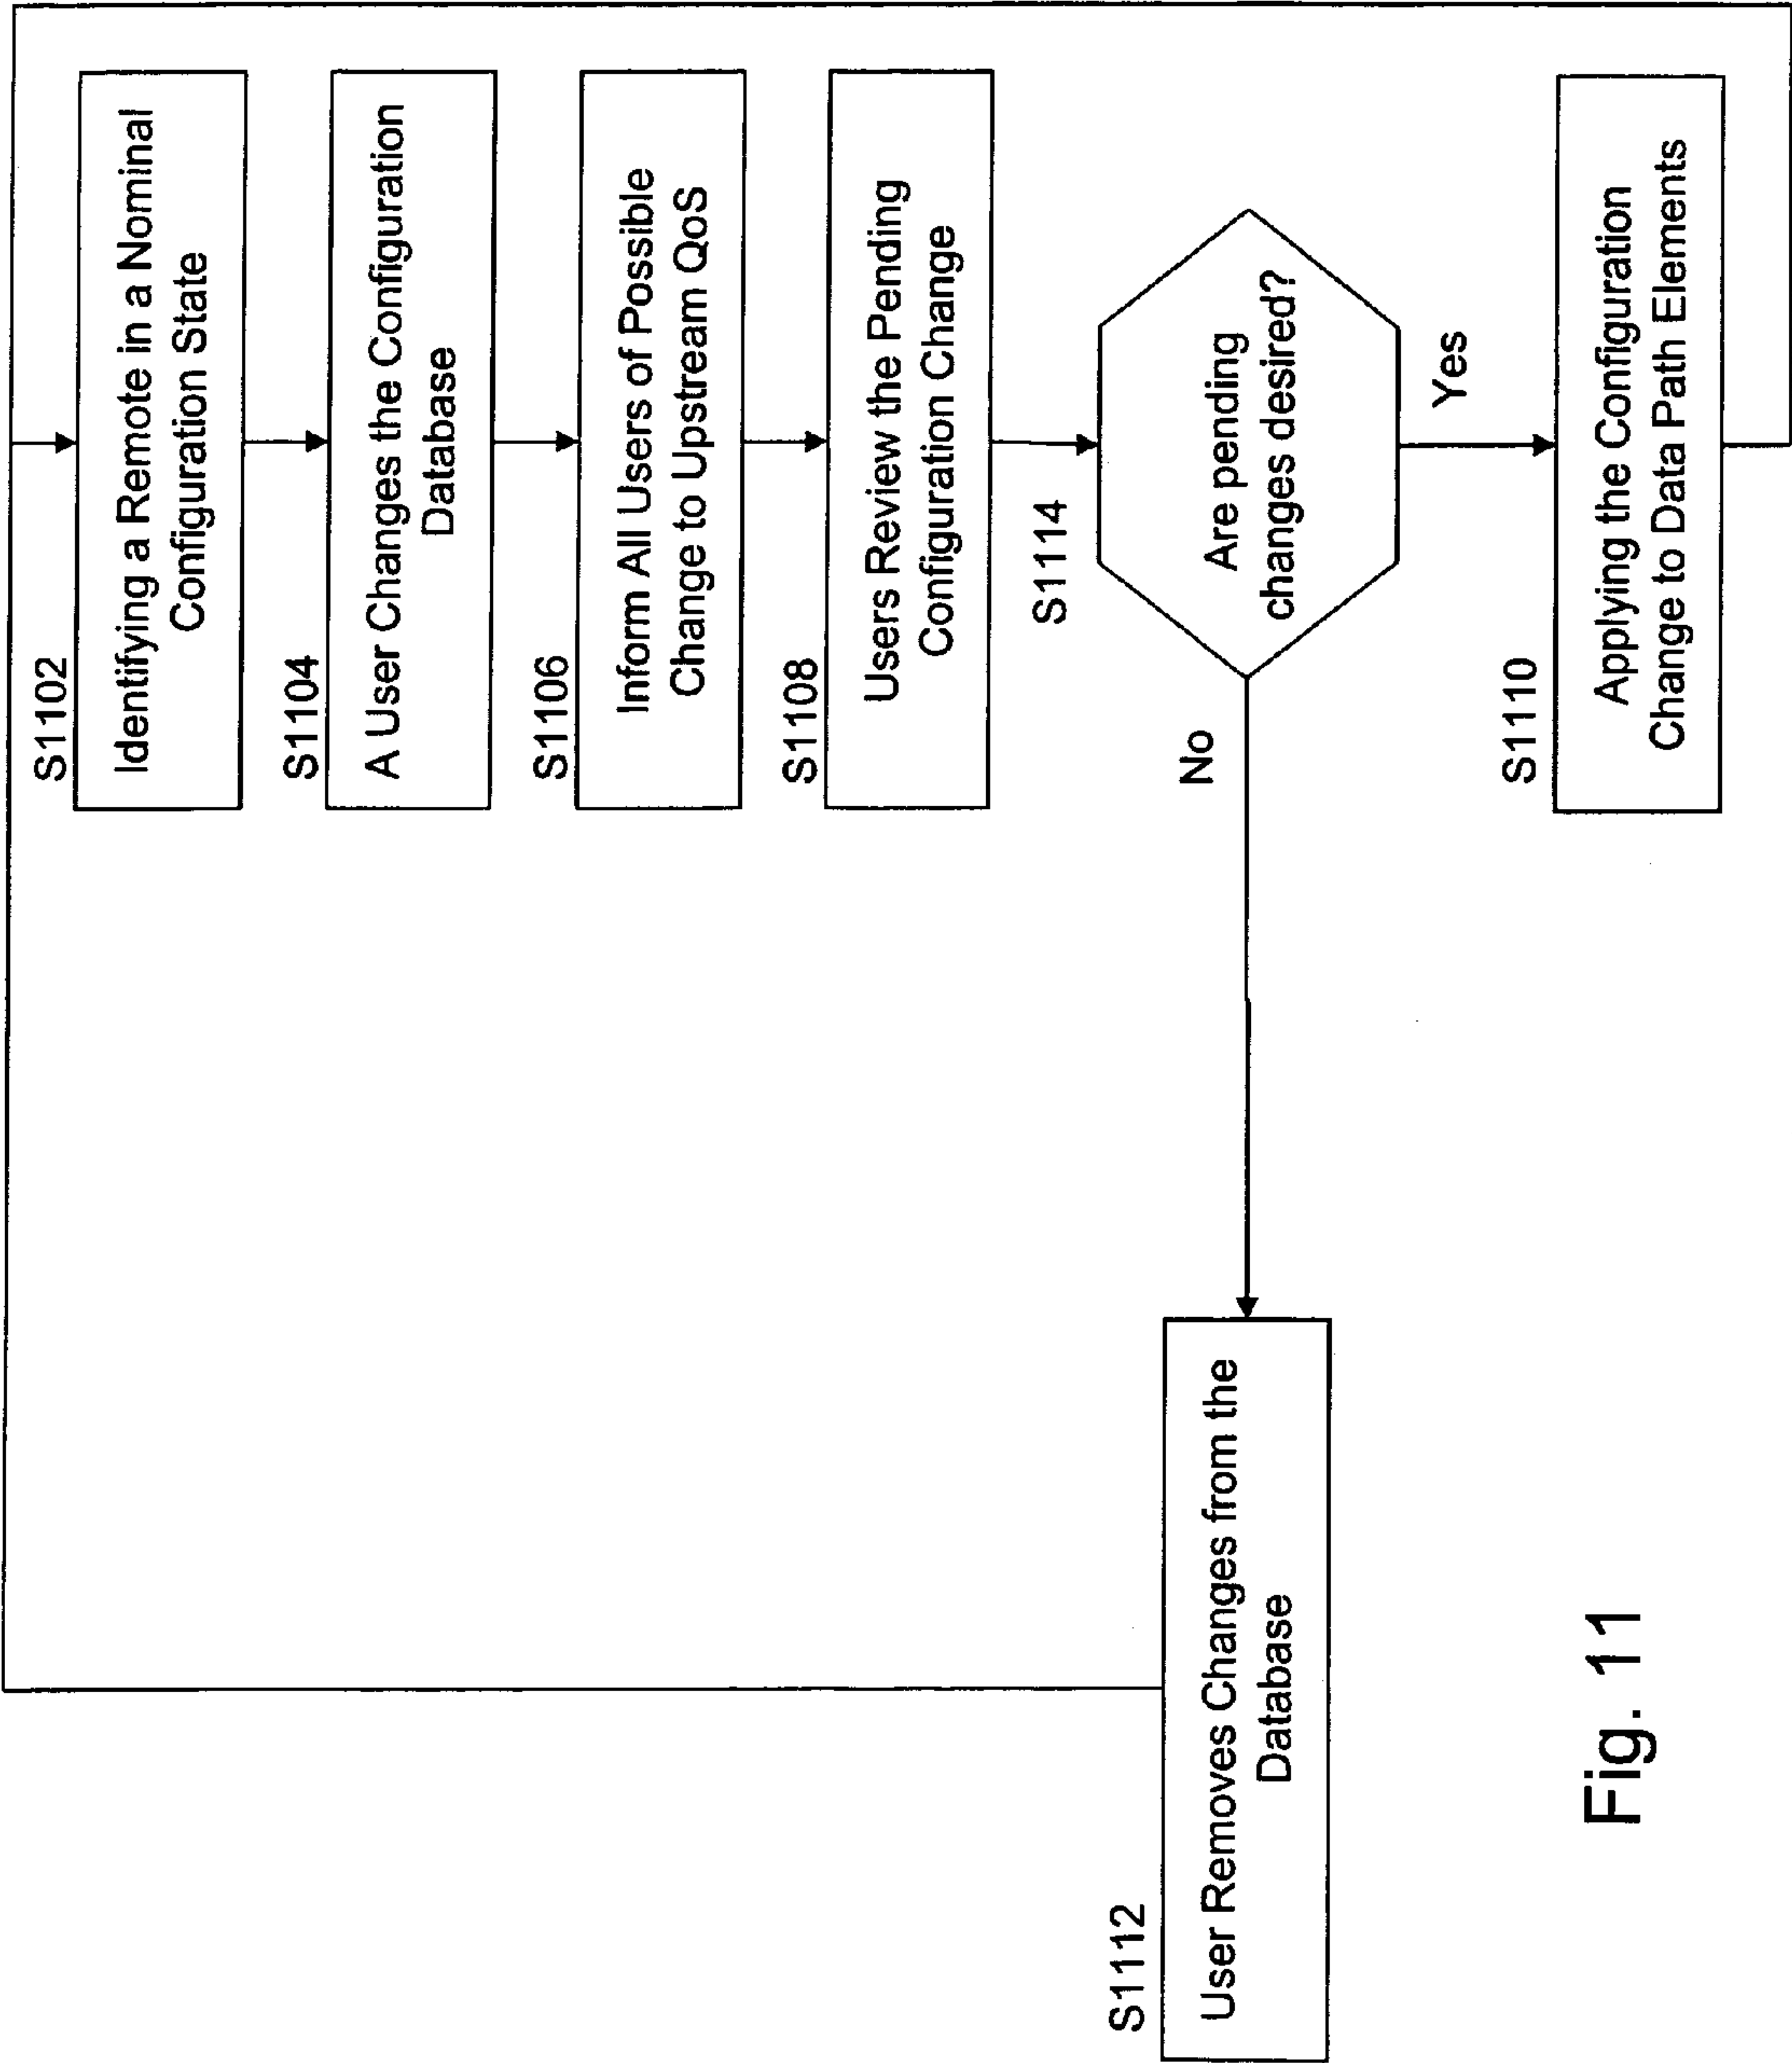 S1102
Identifying a Remote in a Nominal
Configuration State
S1104
A User Changes the Configuration
Database
S1106
Inform All Users of Possible
Change to Upstream QoS
S1108
Users Review the Pending
Configuration Change
S1114
Are pending
changes desired?
No
Yes
S1112
User Removes Changes from the
Database
S1110
Applying the Configuration
Change to Data Path Elements
Fig. 11